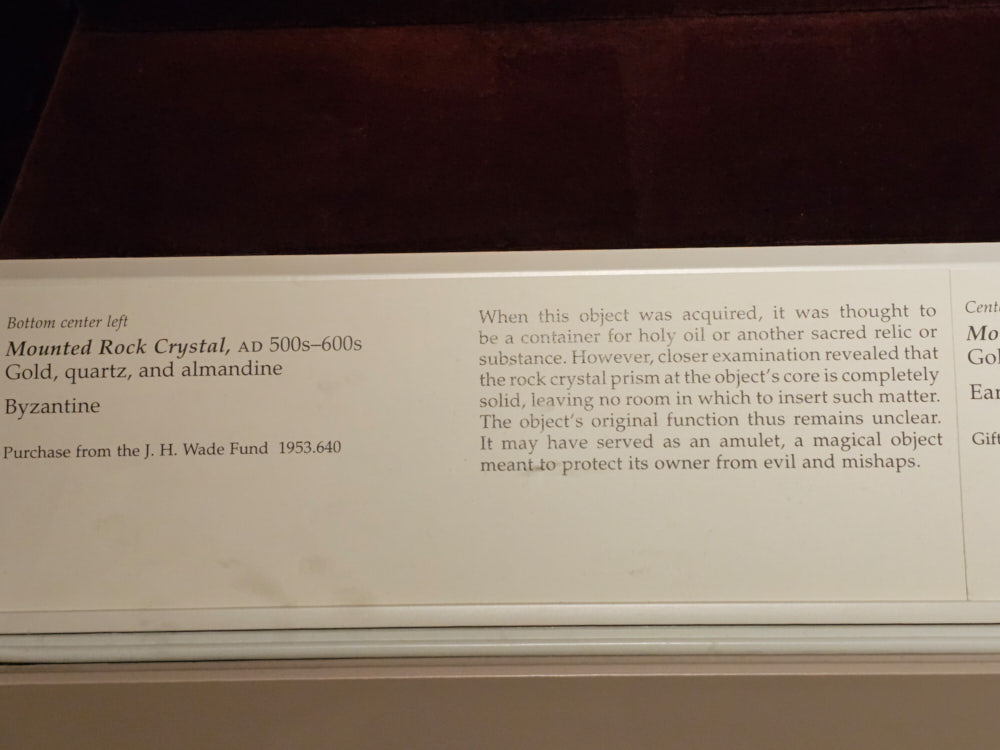 Bottom center left
Mounted Rock Crystal, AD 500s–600s
Gold, quartz, and almandine
Byzantine
Purchase from the J. H. Wade Fund 1953.640
When this object was acquired, it was thought to
be a container for holy oil or another sacred relic or
substance. However, closer examination revealed that
the rock crystal prism at the object's core is completely
solid, leaving no room in which to insert such matter.
The object's original function thus remains unclear.
It may have served as an amulet, a magical object
meant to protect its owner from evil and mishaps.
Gift